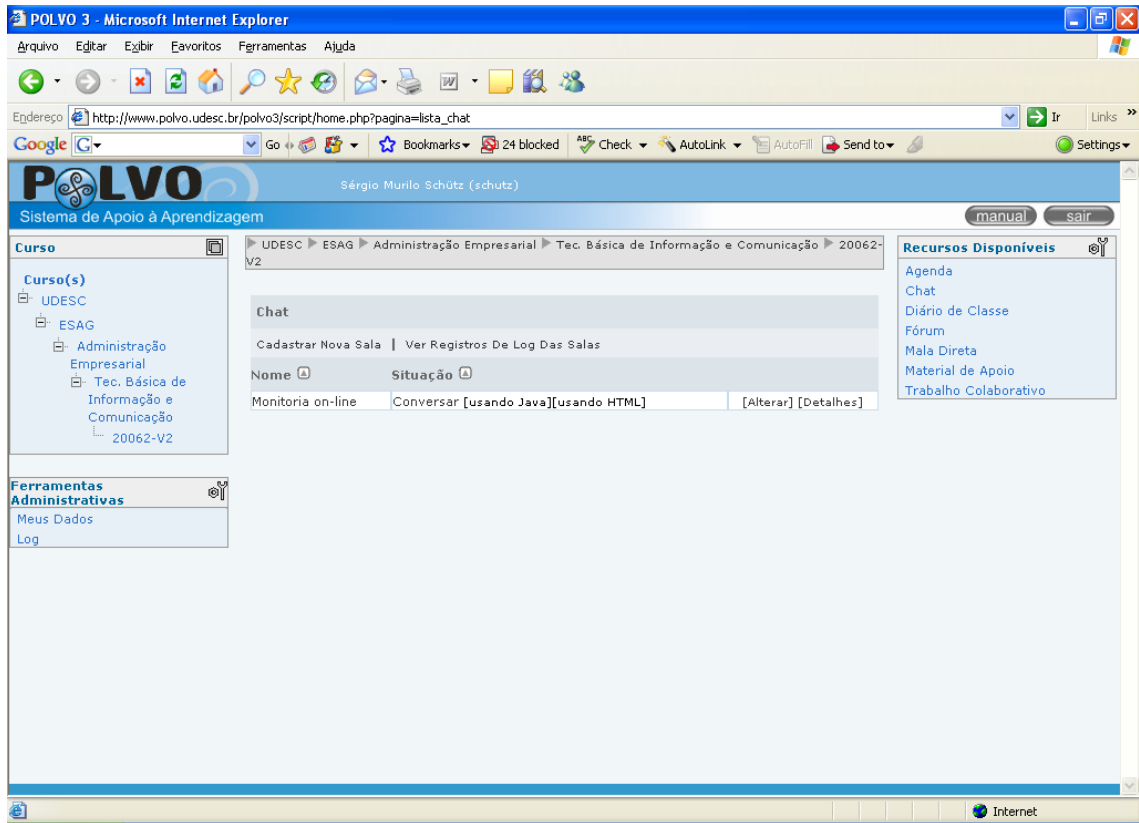 POLVO 3 - Microsoft Internet Explorer
Arquivo Editar Exibir Favoritos Ferramentas Ajuda
Endereço http://www.polvo.udesc.br/polvo3/script/home.php?pagina=lista_chat Ir Links »
Google G Go Bookmarks 24 blocked ABC Check AutoLink AutoFill Send to Settings
POLVO
Sérgio Murilo Schütz (schutz)
Sistema de Apoio à Aprendizagem
manual sair
Curso
Curso(s)
UDESC
ESAG
Administração
Empresarial
Tec. Básica de
Informação e
Comunicação
20062-V2
Ferramentas
Administrativas
Meus Dados
Log
UDESC ESAG Administração Empresarial Tec. Básica de Informação e Comunicação 20062-
V2
Chat
Cadastrar Nova Sala | Ver Registros De Log Das Salas
Nome Situação
Monitoria on-line Conversar [usando Java][usando HTML] [Alterar] [Detalhes]
Recursos Disponíveis
Agenda
Chat
Diário de Classe
Fórum
Mala Direta
Material de Apoio
Trabalho Colaborativo
Internet